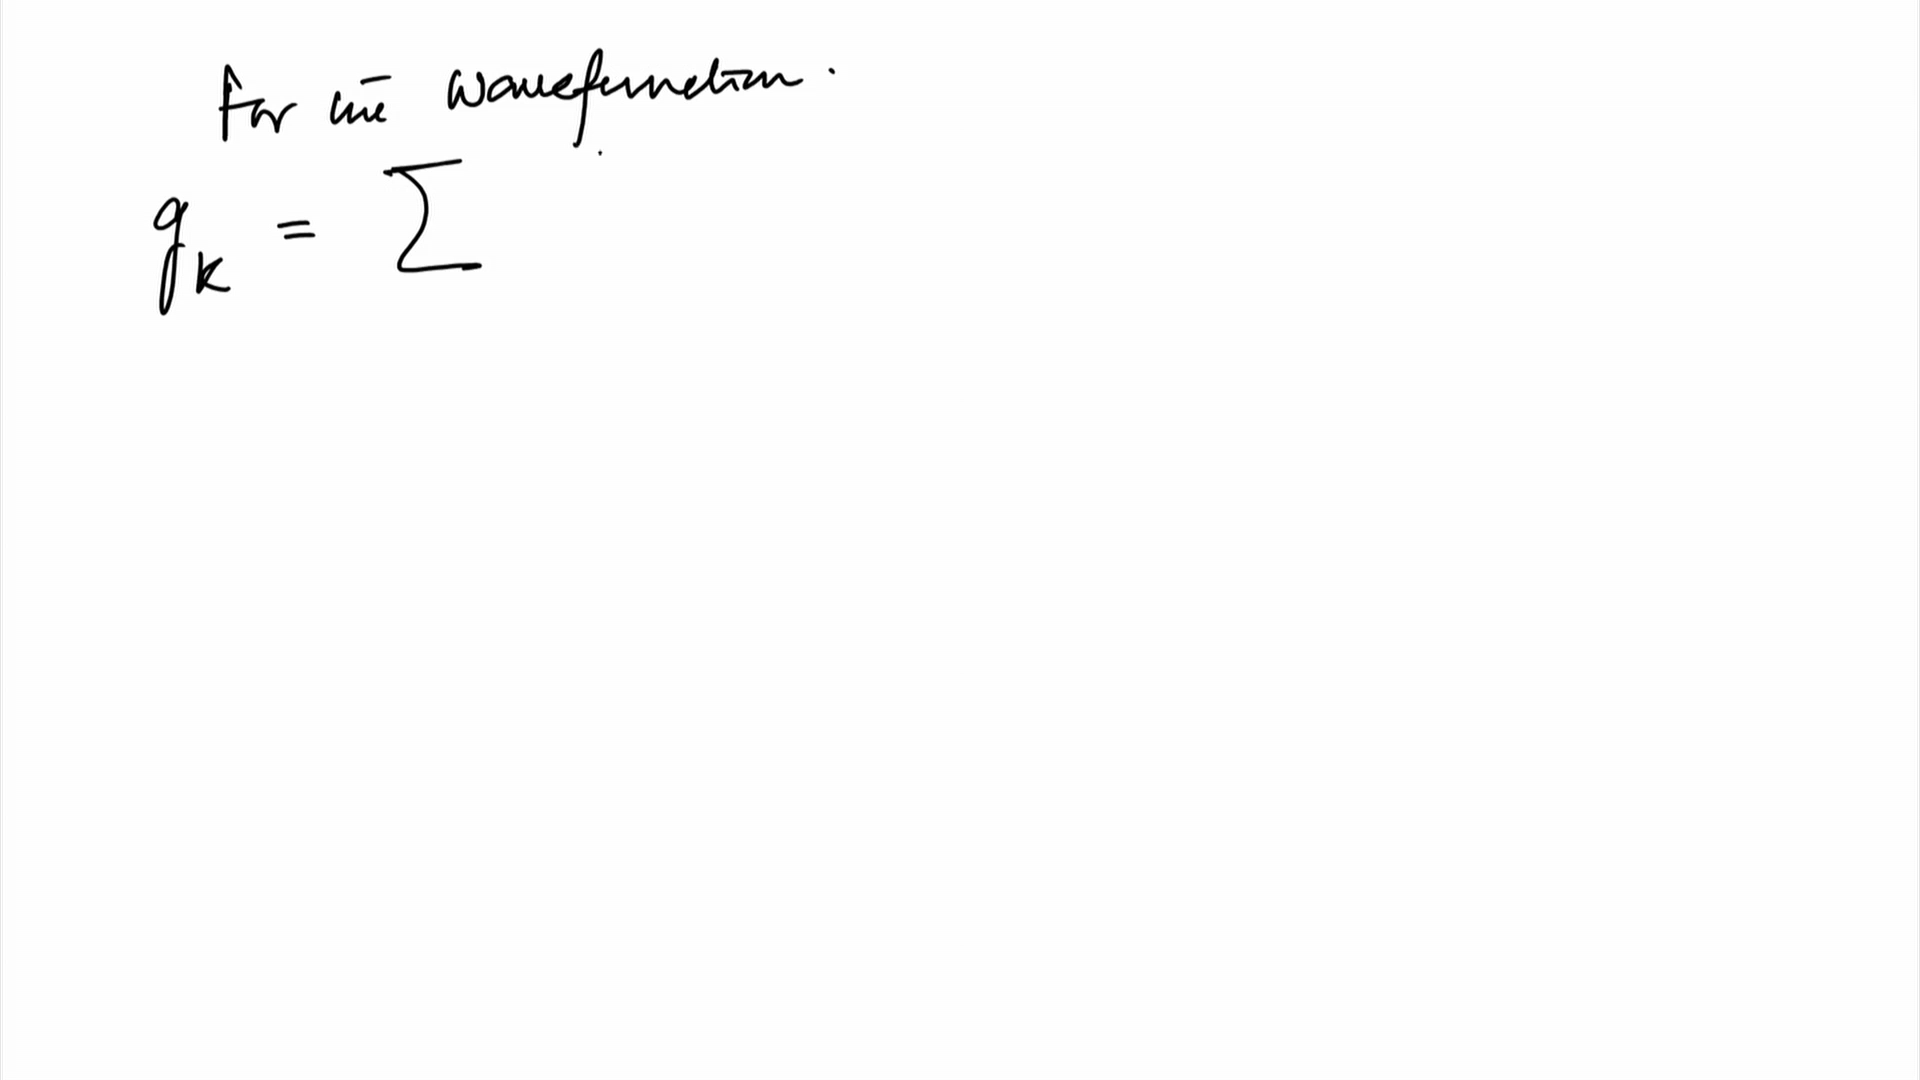 For the wavefunction.
g_k = Σ